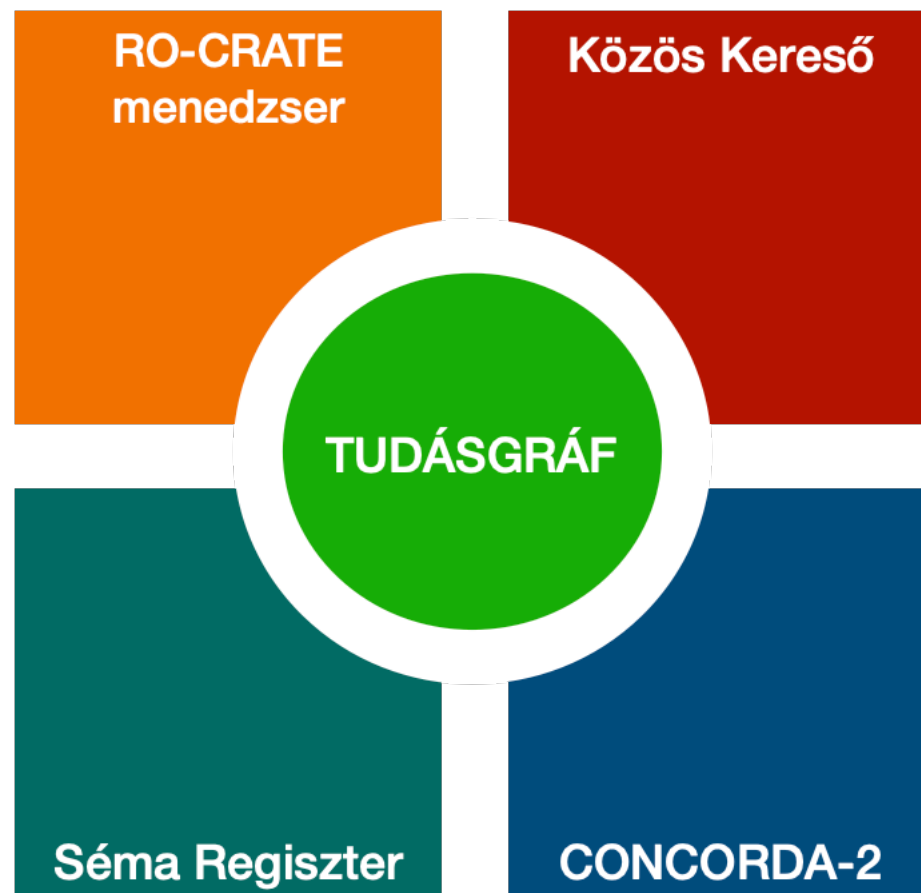 RO-CRATE
menedzser
Közös Kereső
TUDÁSGRÁF
Séma Regiszter
CONCORDA-2